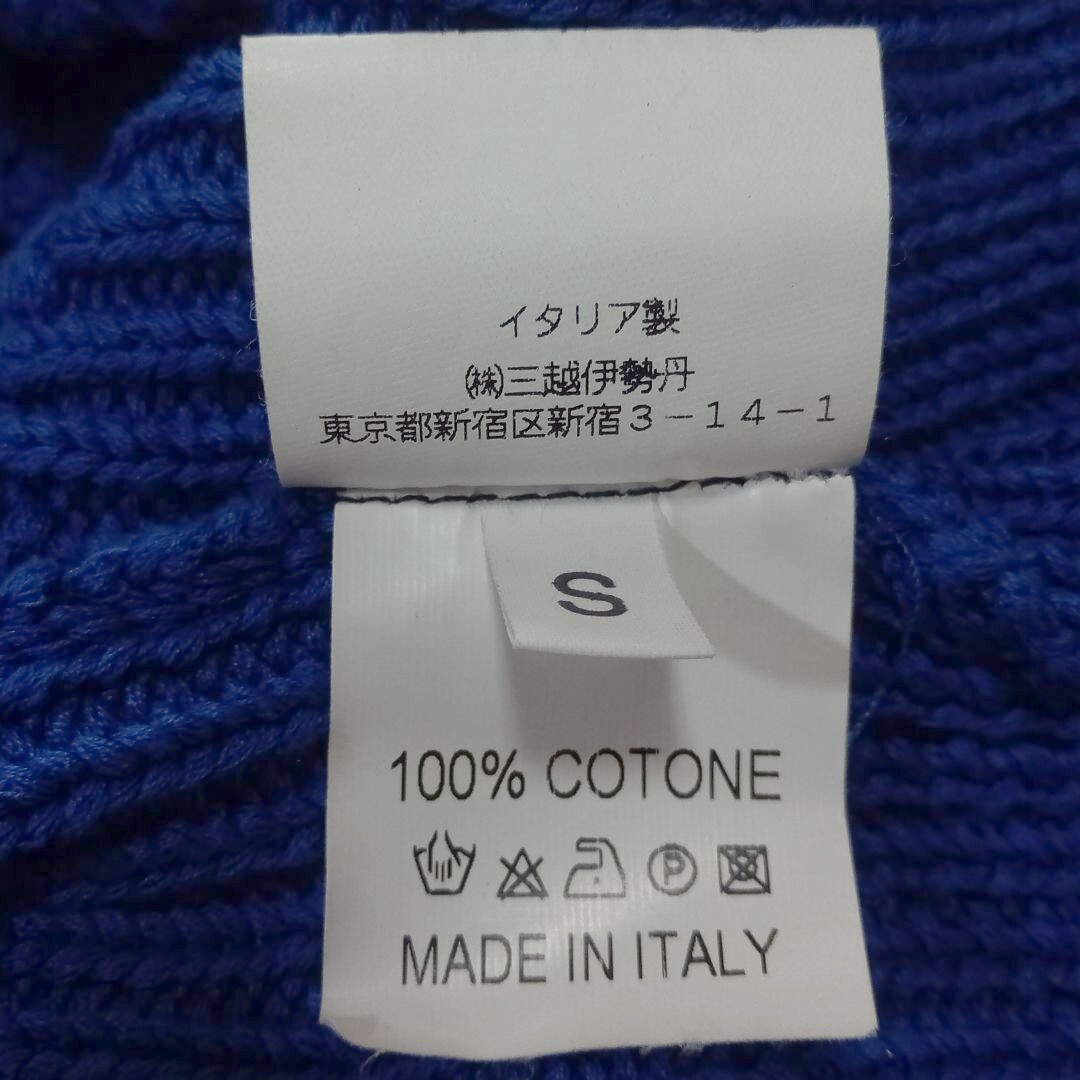 イタリア製
㈱三越伊勢丹
東京都新宿区新宿3-14-1
S
100% COTONE
P
MADE IN ITALY